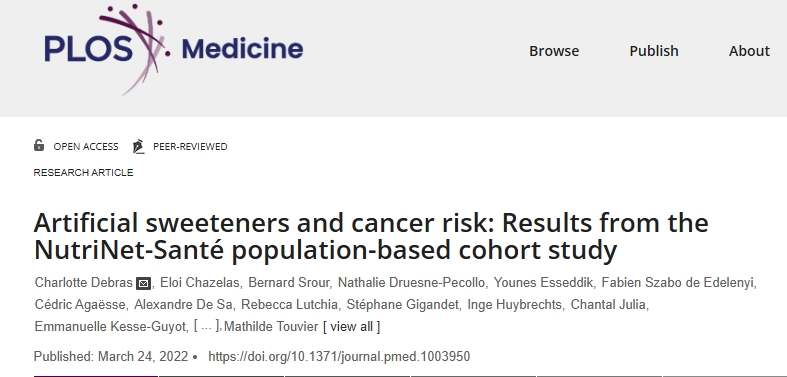 PLOS Medicine
Browse Publish About
OPEN ACCESS PEER-REVIEWED
RESEARCH ARTICLE
Artificial sweeteners and cancer risk: Results from the
NutriNet-Santé population-based cohort study
Charlotte Debras, Eloi Chazelas, Bernard Srour, Nathalie Druesne-Pecollo, Younes Esseddik, Fabien Szabo de Edelenyi,
Cédric Agaësse, Alexandre De Sa, Rebecca Lutchia, Stéphane Gigandet, Inge Huybrechts, Chantal Julia,
Emmanuelle Kesse-Guyot, [ ... ], Mathilde Touvier [ view all ]
Published: March 24, 2022 • https://doi.org/10.1371/journal.pmed.1003950